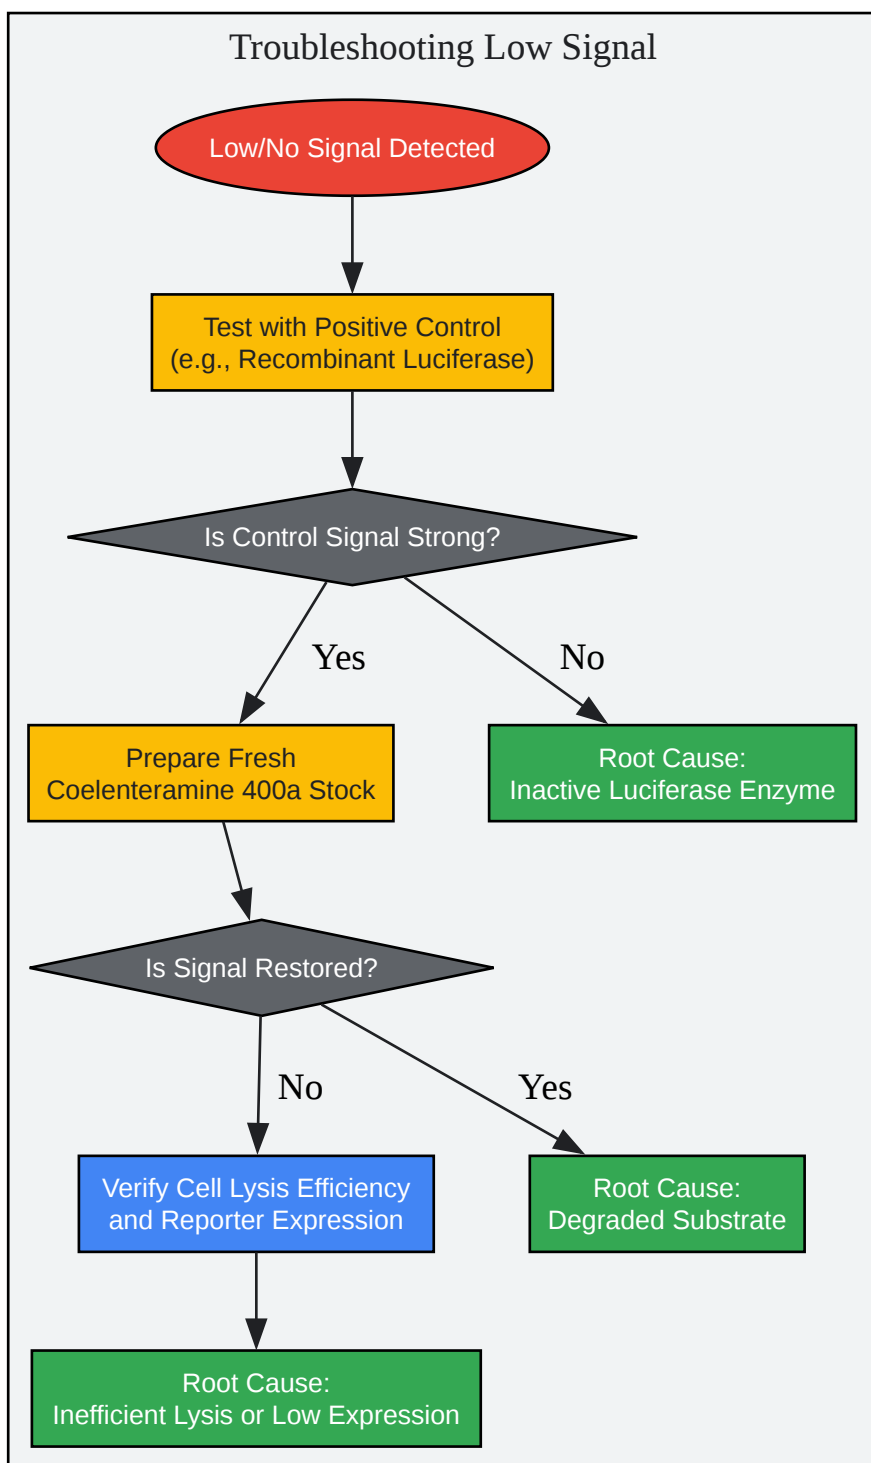 Troubleshooting Low Signal
Low/No Signal Detected
Test with Positive Control
(e.g., Recombinant Luciferase)
Is Control Signal Strong?
Yes
No
Prepare Fresh
Coelenteramine 400a Stock
Root Cause:
Inactive Luciferase Enzyme
Is Signal Restored?
No
Yes
Verify Cell Lysis Efficiency
and Reporter Expression
Root Cause:
Degraded Substrate
Root Cause:
Inefficient Lysis or Low Expression